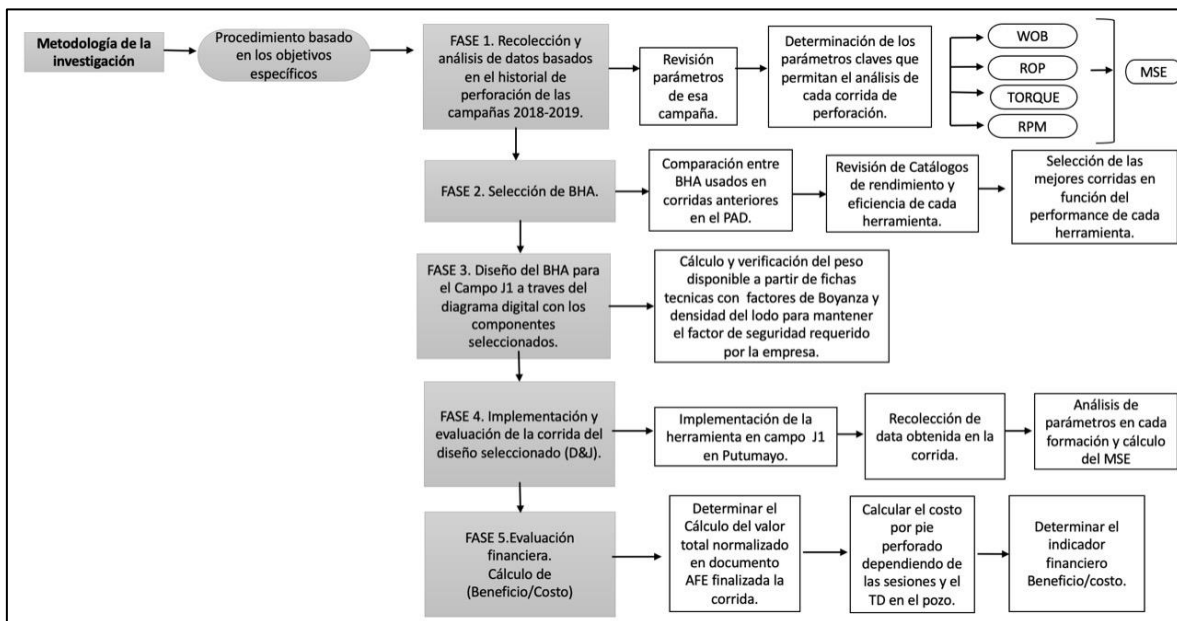 Metodología de la
investigación
Procedimiento basado
en los objetivos
específicos
FASE 1. Recolección y
análisis de datos basados
en el historial de
perforación de las
campañas 2018-2019.
Revisión
parámetros
de esa
campaña.
Determinación de los
parámetros claves que
permitan el análisis de
cada corrida de
perforación.
WOB
ROP
TORQUE
RPM
MSE
FASE 2. Selección de BHA.
Comparación entre
BHA usados en
corridas anteriores
en el PAD.
Revisión de Catálogos
de rendimiento y
eficiencia de cada
herramienta.
Selección de las
mejores corridas en
función del
performance de cada
herramienta.
FASE 3. Diseño del BHA para
el Campo J1 a traves del
diagrama digital con los
componentes
seleccionados.
Cálculo y verificación del peso
disponible a partir de fichas
tecnicas con factores de Boyanza y
densidad del lodo para mantener
el factor de seguridad requerido
por la empresa.
FASE 4. Implementación y
evaluación de la corrida del
diseño seleccionado (D&J).
Implementación de la
herramienta en campo J1
en Putumayo.
Recolección de
data obtenida en la
corrida.
Análisis de
parámetros en cada
formación y cálculo
del MSE
FASE 5.Evaluación
financiera.
Cálculo de
(Beneficio/Costo)
Determinar el
Cálculo del valor
total normalizado
en documento
AFE finalizada la
corrida.
Calcular el costo
por pie
perforado
dependiendo de
las sesiones y el
TD en el pozo.
Determinar el
indicador
financiero
Beneficio/costo.